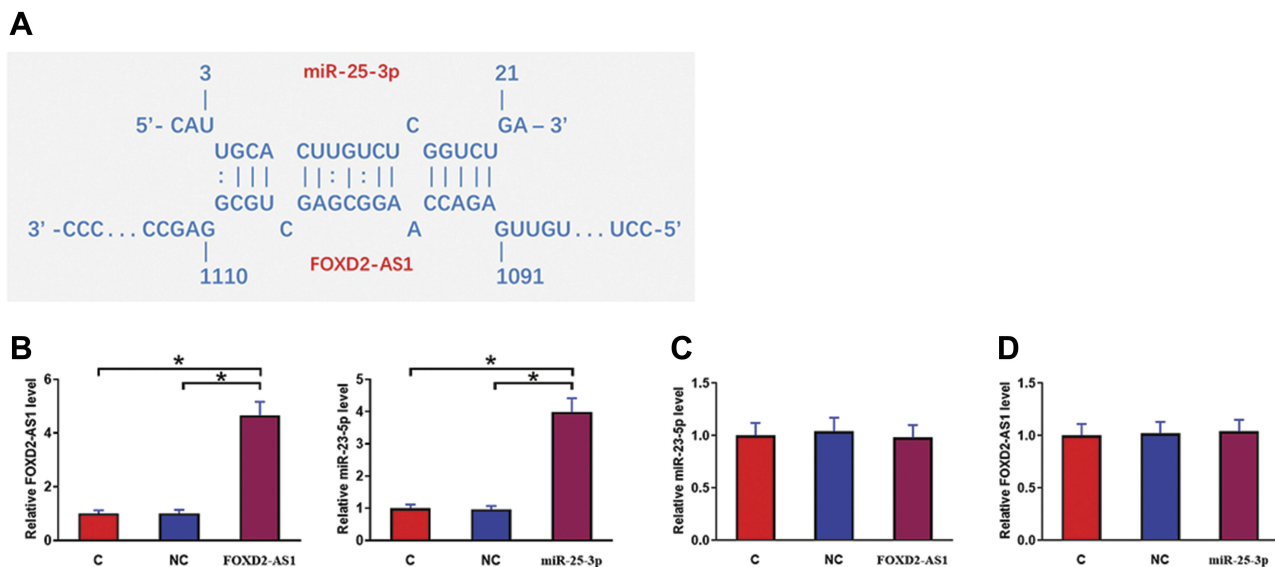 A
3 miR-25-3p 21
5'- CAU C GA – 3'
UGCA CUUGUCU GGUCU
GCGU GAGCGGA CCAGA
3' -CCC...CCGAG C A GUUGU...UCC-5'
1110 FOXD2-AS1 1091
B
Relative FOXD2-AS1 level
6
4
2
0
* *
C NC FOXD2-AS1
Relative miR-23-5p level
5
4
3
2
1
0
* *
C NC miR-25-3p
C
Relative miR-23-5p level
1.5
1.0
0.5
0.0
C NC FOXD2-AS1
D
Relative FOXD2-AS1 level
1.5
1.0
0.5
0.0
C NC miR-25-3p